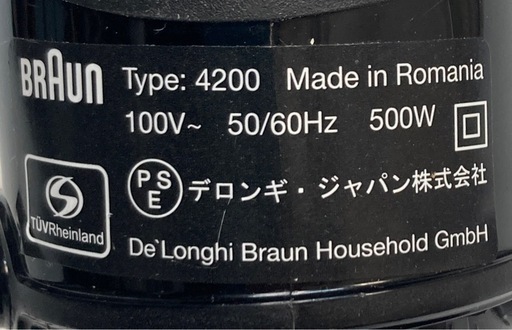 BRAUN Type: 4200 Made in Romania
100V~ 50/60Hz 500W
PSE デロンギ・ジャパン株式会社
TÜVRheinland
De`Longhi Braun Household GmbH